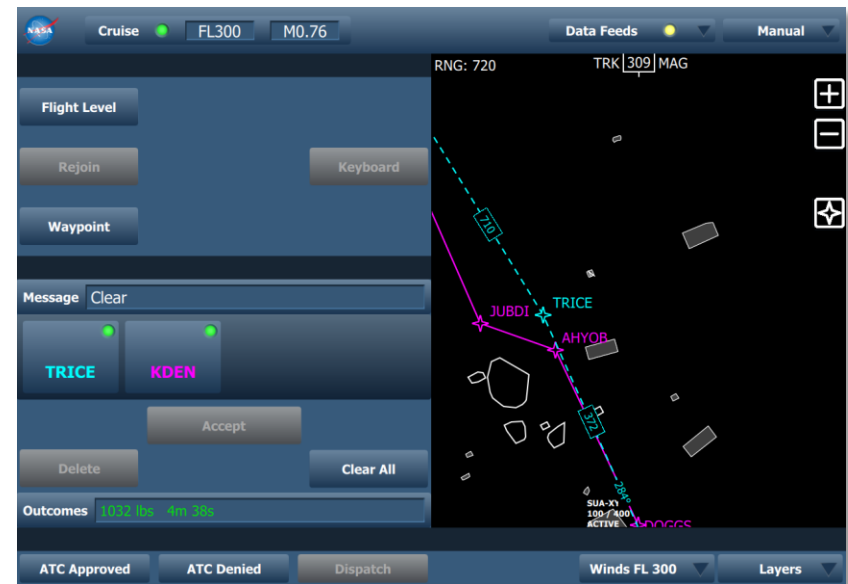 NASA
Cruise FL300 M0.76 Data Feeds Manual
RNG: 720 TRK 309 MAG
Flight Level
Rejoin Keyboard
Waypoint
710
Message Clear
TRICE
JUBDI
AHYOB
TRICE KDEN
Accept
372
Delete Clear All
284°
Outcomes 1032 lbs 4m 38s
SUA-X
100 / 400
ACTIVE
DOGGS
ATC Approved ATC Denied Dispatch Winds FL 300 Layers